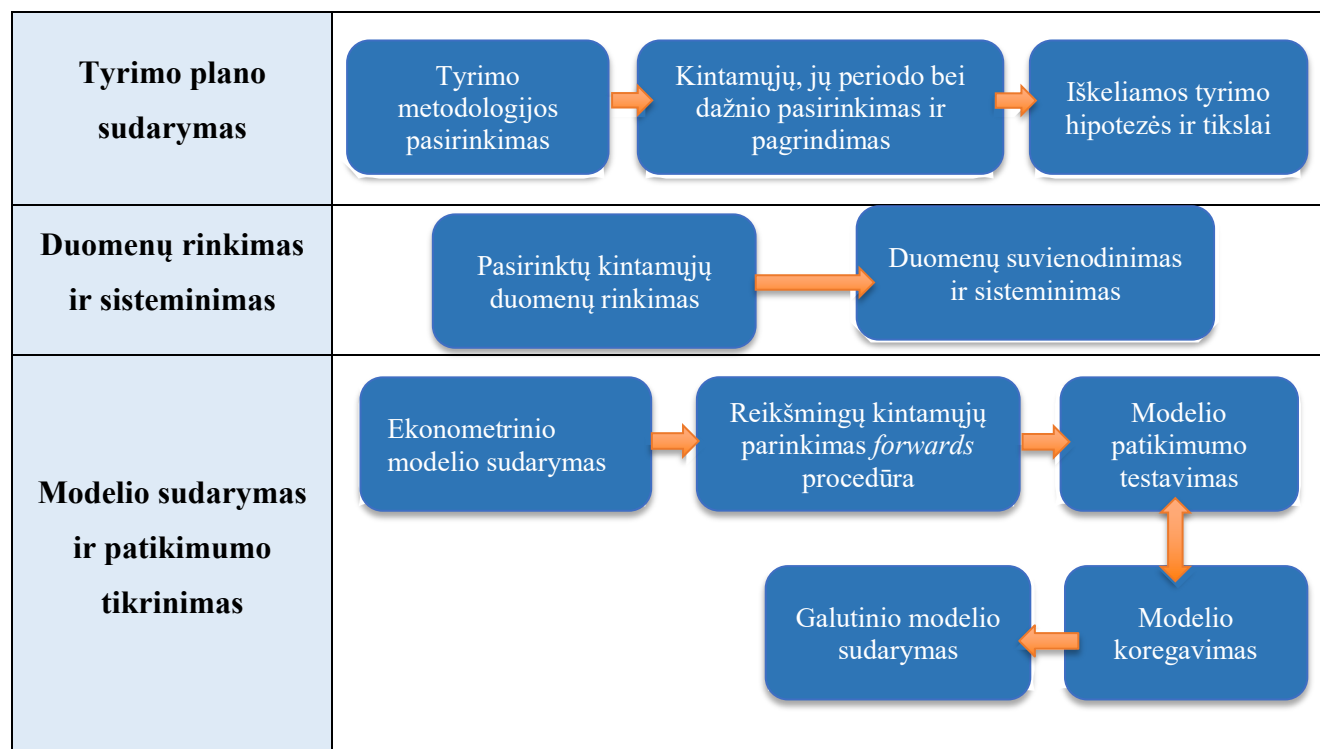 Tyrimo plano
sudarymas
Tyrimo
metodologijos
pasirinkimas
Kintamųjų, jų periodo bei
dažnio pasirinkimas ir
pagrindimas
Iškeliamos tyrimo
hipotezės ir tikslai
Duomenų rinkimas
ir sisteminimas
Pasirinktų kintamųjų
duomenų rinkimas
Duomenų suvienodinimas
ir sisteminimas
Modelio sudarymas
ir patikimumo
tikrinimas
Ekonometrinio
modelio sudarymas
Reikšmingų kintamųjų
parinkimas forwards
procedūra
Modelio
patikimumo
testavimas
Galutinio modelio
sudarymas
Modelio
koregavimas